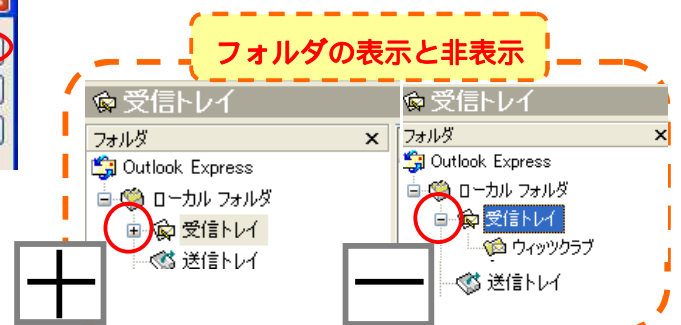 フォルダの表示と非表示
受信トレイ
フォルダ ×
Outlook Express
ローカル フォルダ
受信トレイ
送信トレイ
受信トレイ
フォルダ ×
Outlook Express
ローカル フォルダ
受信トレイ
ウィッツクラブ
送信トレイ